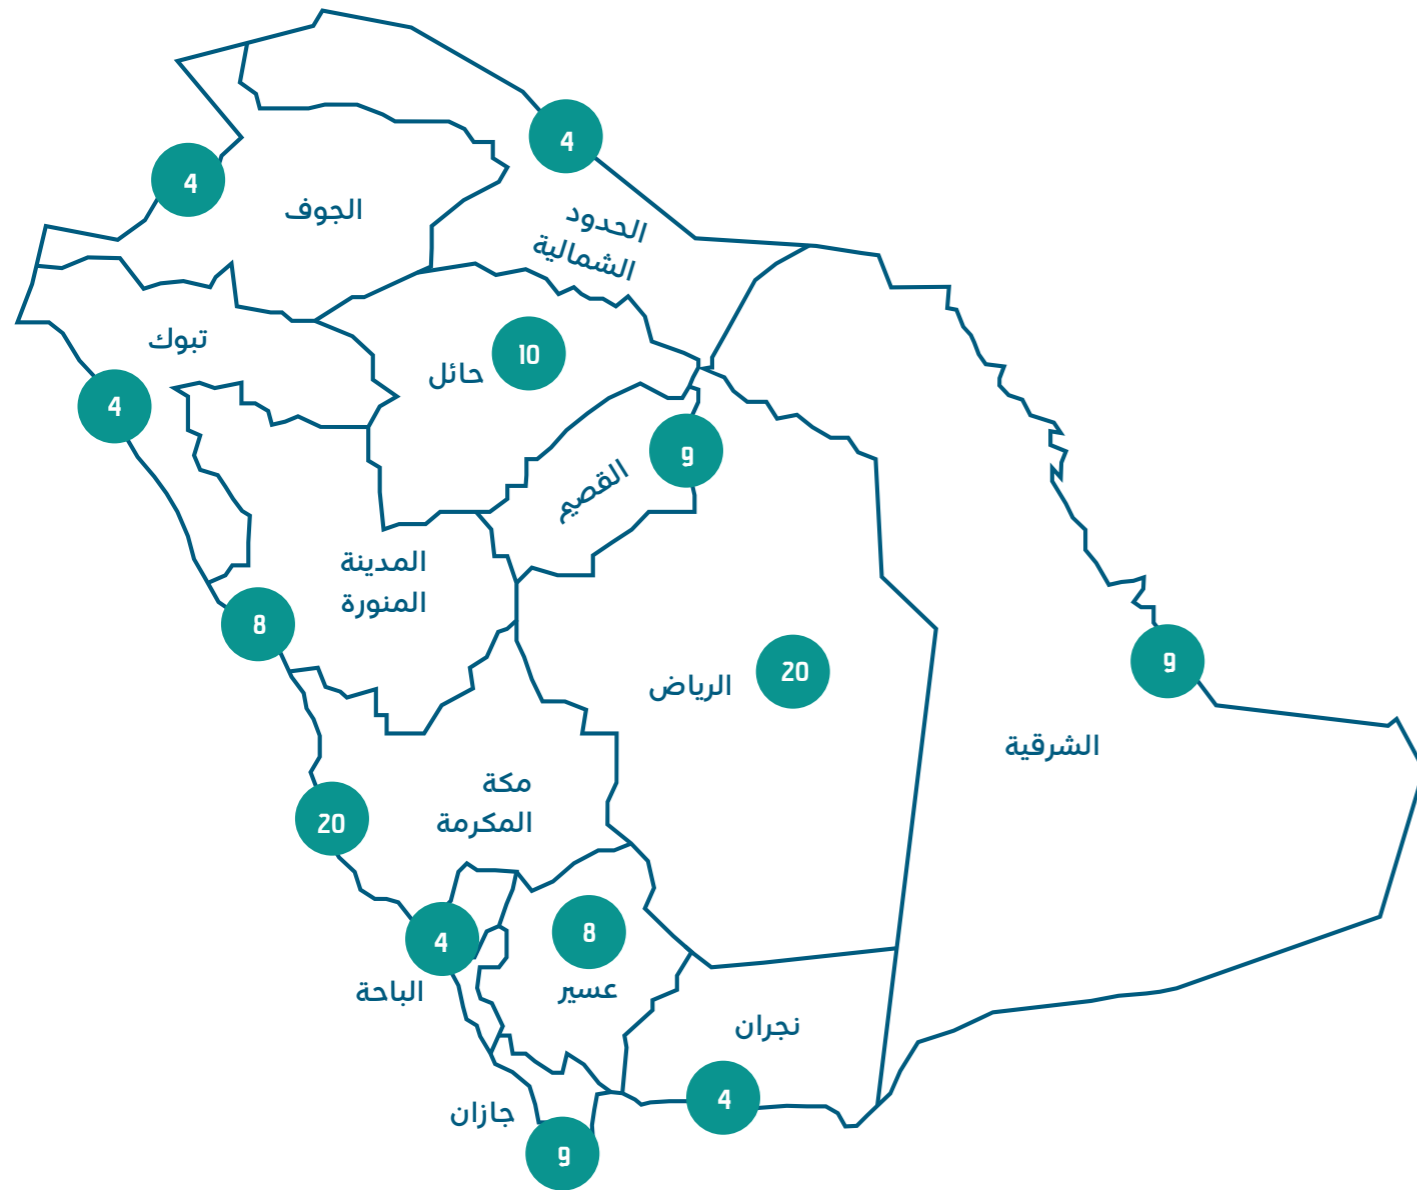 4
4
الجوف
الحدود
الشمالية
تبوك
10
حائل
4
9
القصيم
المدينة
المنورة
8
20
الرياض
9
الشرقية
مكة
المكرمة
20
8
4
عسير
الباحة
نجران
4
جازان
9